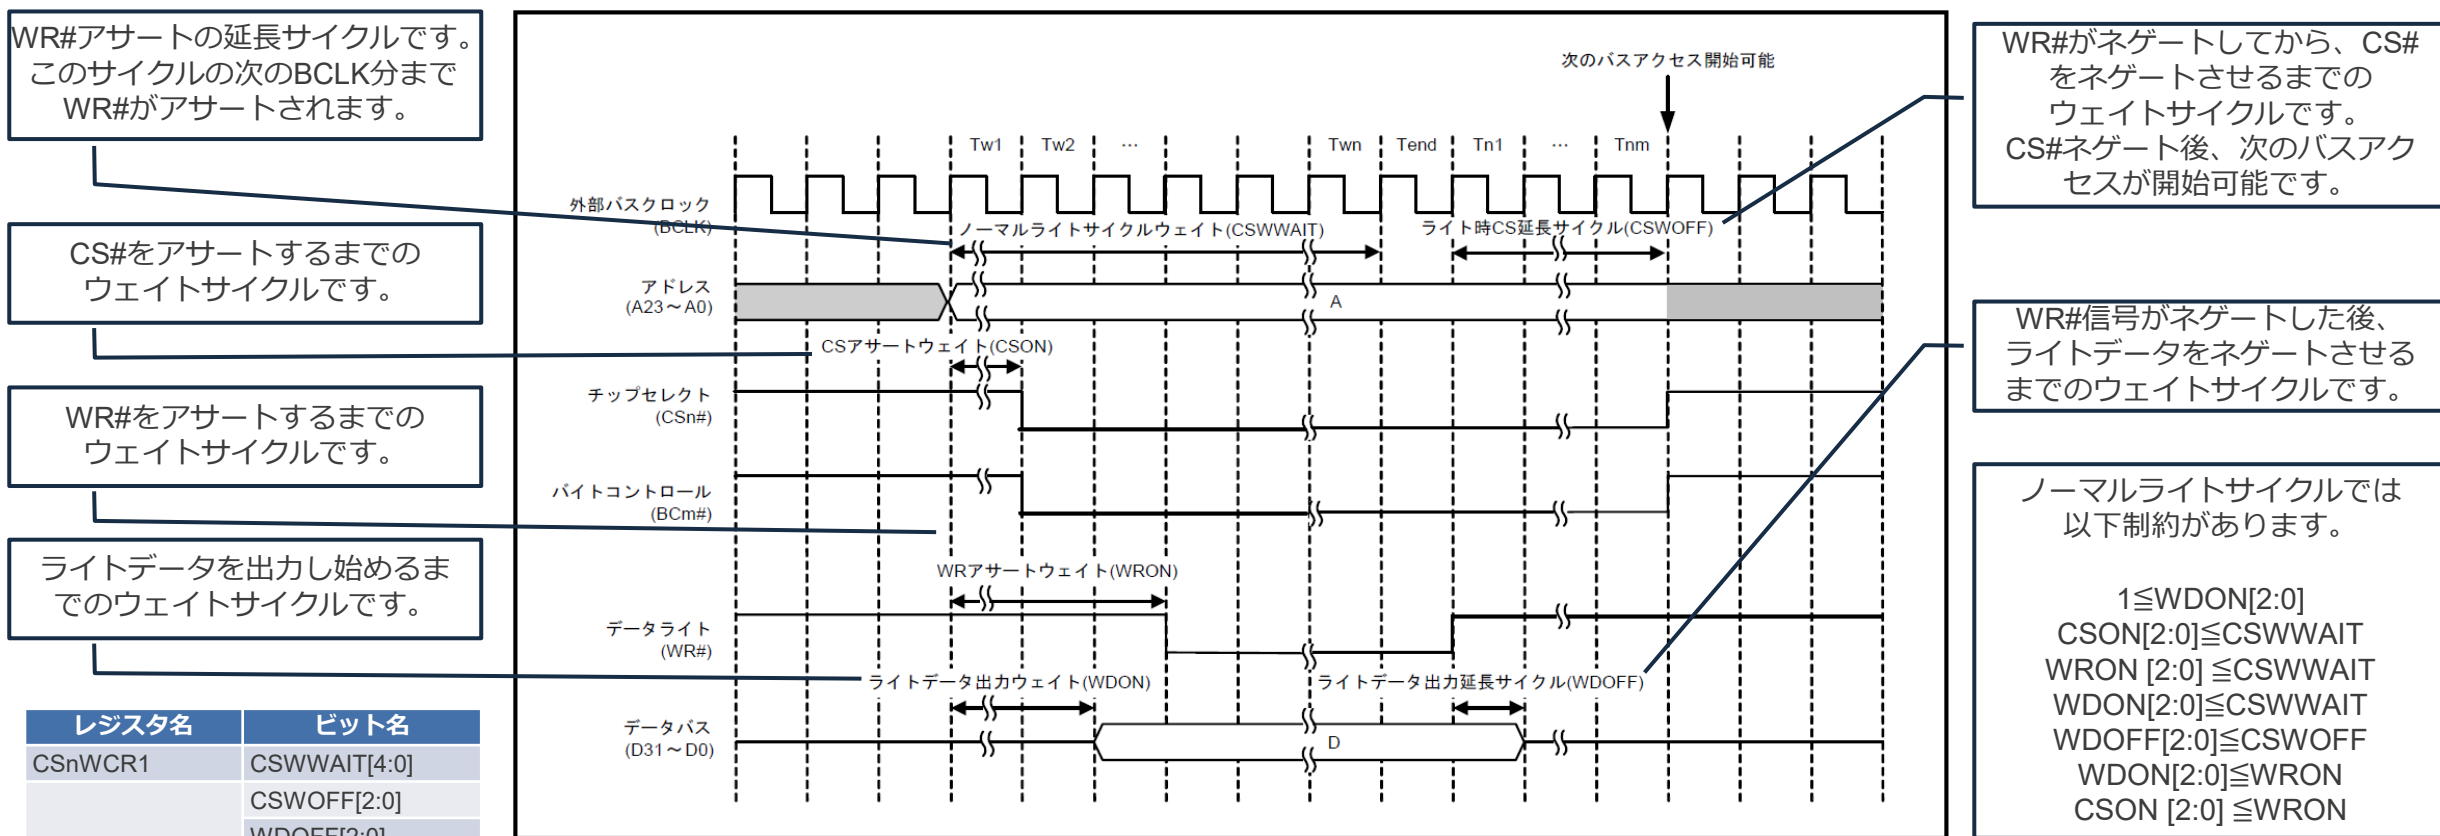 WR#アサートの延長サイクルです。
このサイクルの次のBCLK分まで
WR#がアサートされます。
CS#をアサートするまでの
ウェイトサイクルです。
WR#をアサートするまでの
ウェイトサイクルです。
ライトデータを出力し始めるま
でのウェイトサイクルです。
レジスタ名 ビット名
CSnWCR1 CSWWAIT[4:0]
CSWOFF[2:0]
WDOFF[2:0]
次のバスアクセス開始可能
Tw1 Tw2 … Twn Tend Tn1 … Tnm
外部バスクロック
(BCLK)
ノーマルライトサイクルウェイト(CSWWAIT)
ライト時CS延長サイクル(CSWOFF)
アドレス
(A23～A0)
A
CSアサートウェイト(CSON)
チップセレクト
(CSn#)
バイトコントロール
(BCm#)
WRアサートウェイト(WRON)
データライト
(WR#)
ライトデータ出力ウェイト(WDON)
ライトデータ出力延長サイクル(WDOFF)
データバス
(D31～D0)
D
WR#がネゲートしてから、CS#
をネゲートさせるまでの
ウェイトサイクルです。
CS#ネゲート後、次のバスアク
セスが開始可能です。
WR#信号がネゲートした後、
ライトデータをネゲートさせる
までのウェイトサイクルです。
ノーマルライトサイクルでは
以下制約があります。
1≦WDON[2:0]
CSON[2:0]≦CSWWAIT
WRON [2:0] ≦CSWWAIT
WDON[2:0]≦CSWWAIT
WDOFF[2:0]≦CSWOFF
WDON[2:0]≦WRON
CSON [2:0] ≦WRON